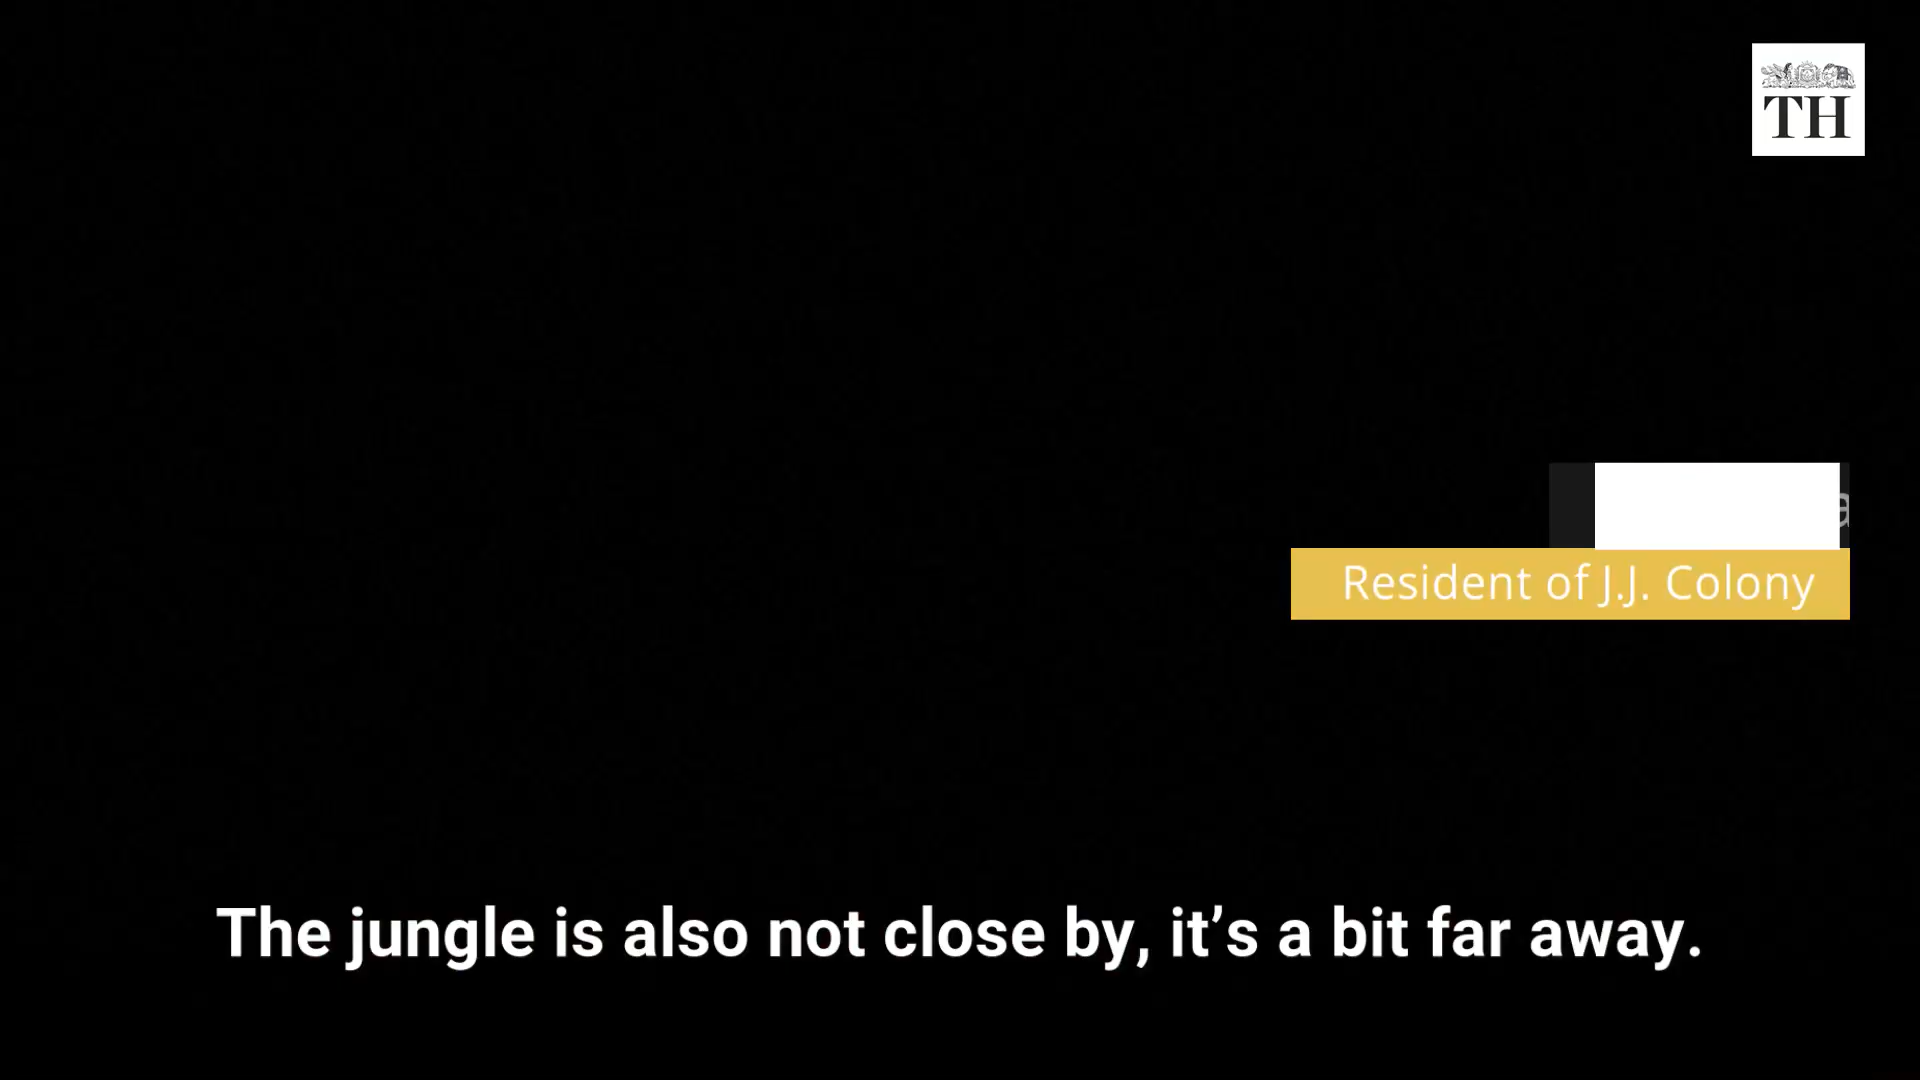 TH
Resident of J.J. Colony
The jungle is also not close by, it’s a bit far away.